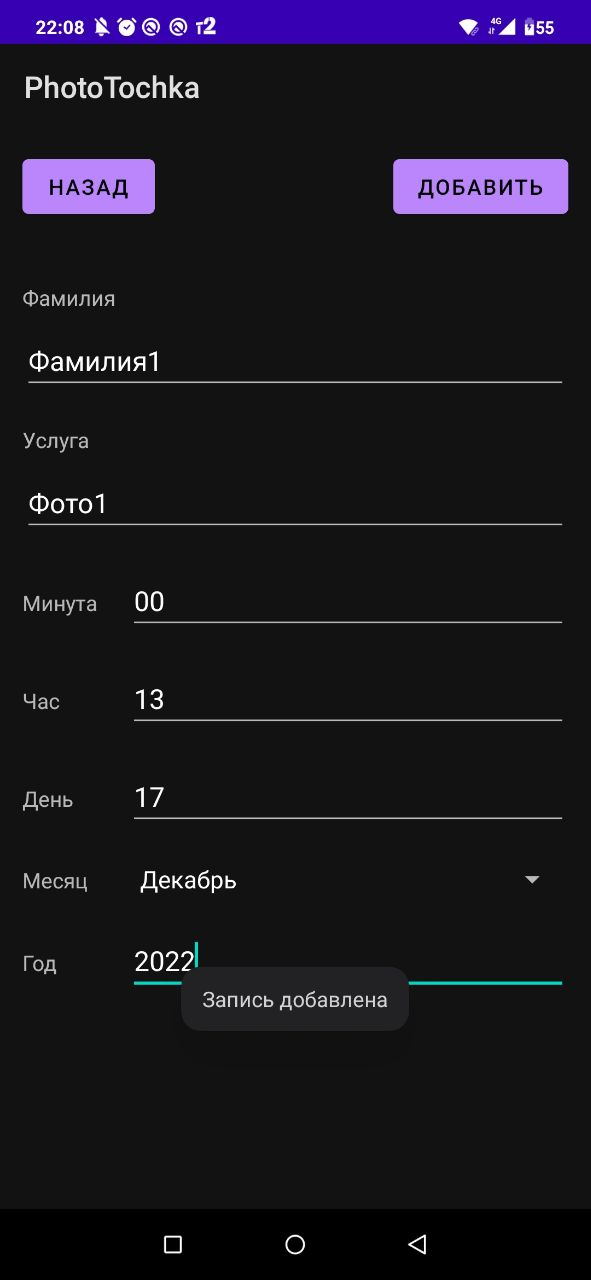 22:08 т2 4G 55
PhotoTochka
НАЗАД ДОБАВИТЬ
Фамилия
Фамилия1
Услуга
Фото1
Минута 00
Час 13
День 17
Месяц Декабрь
Год 2022
Запись добавлена